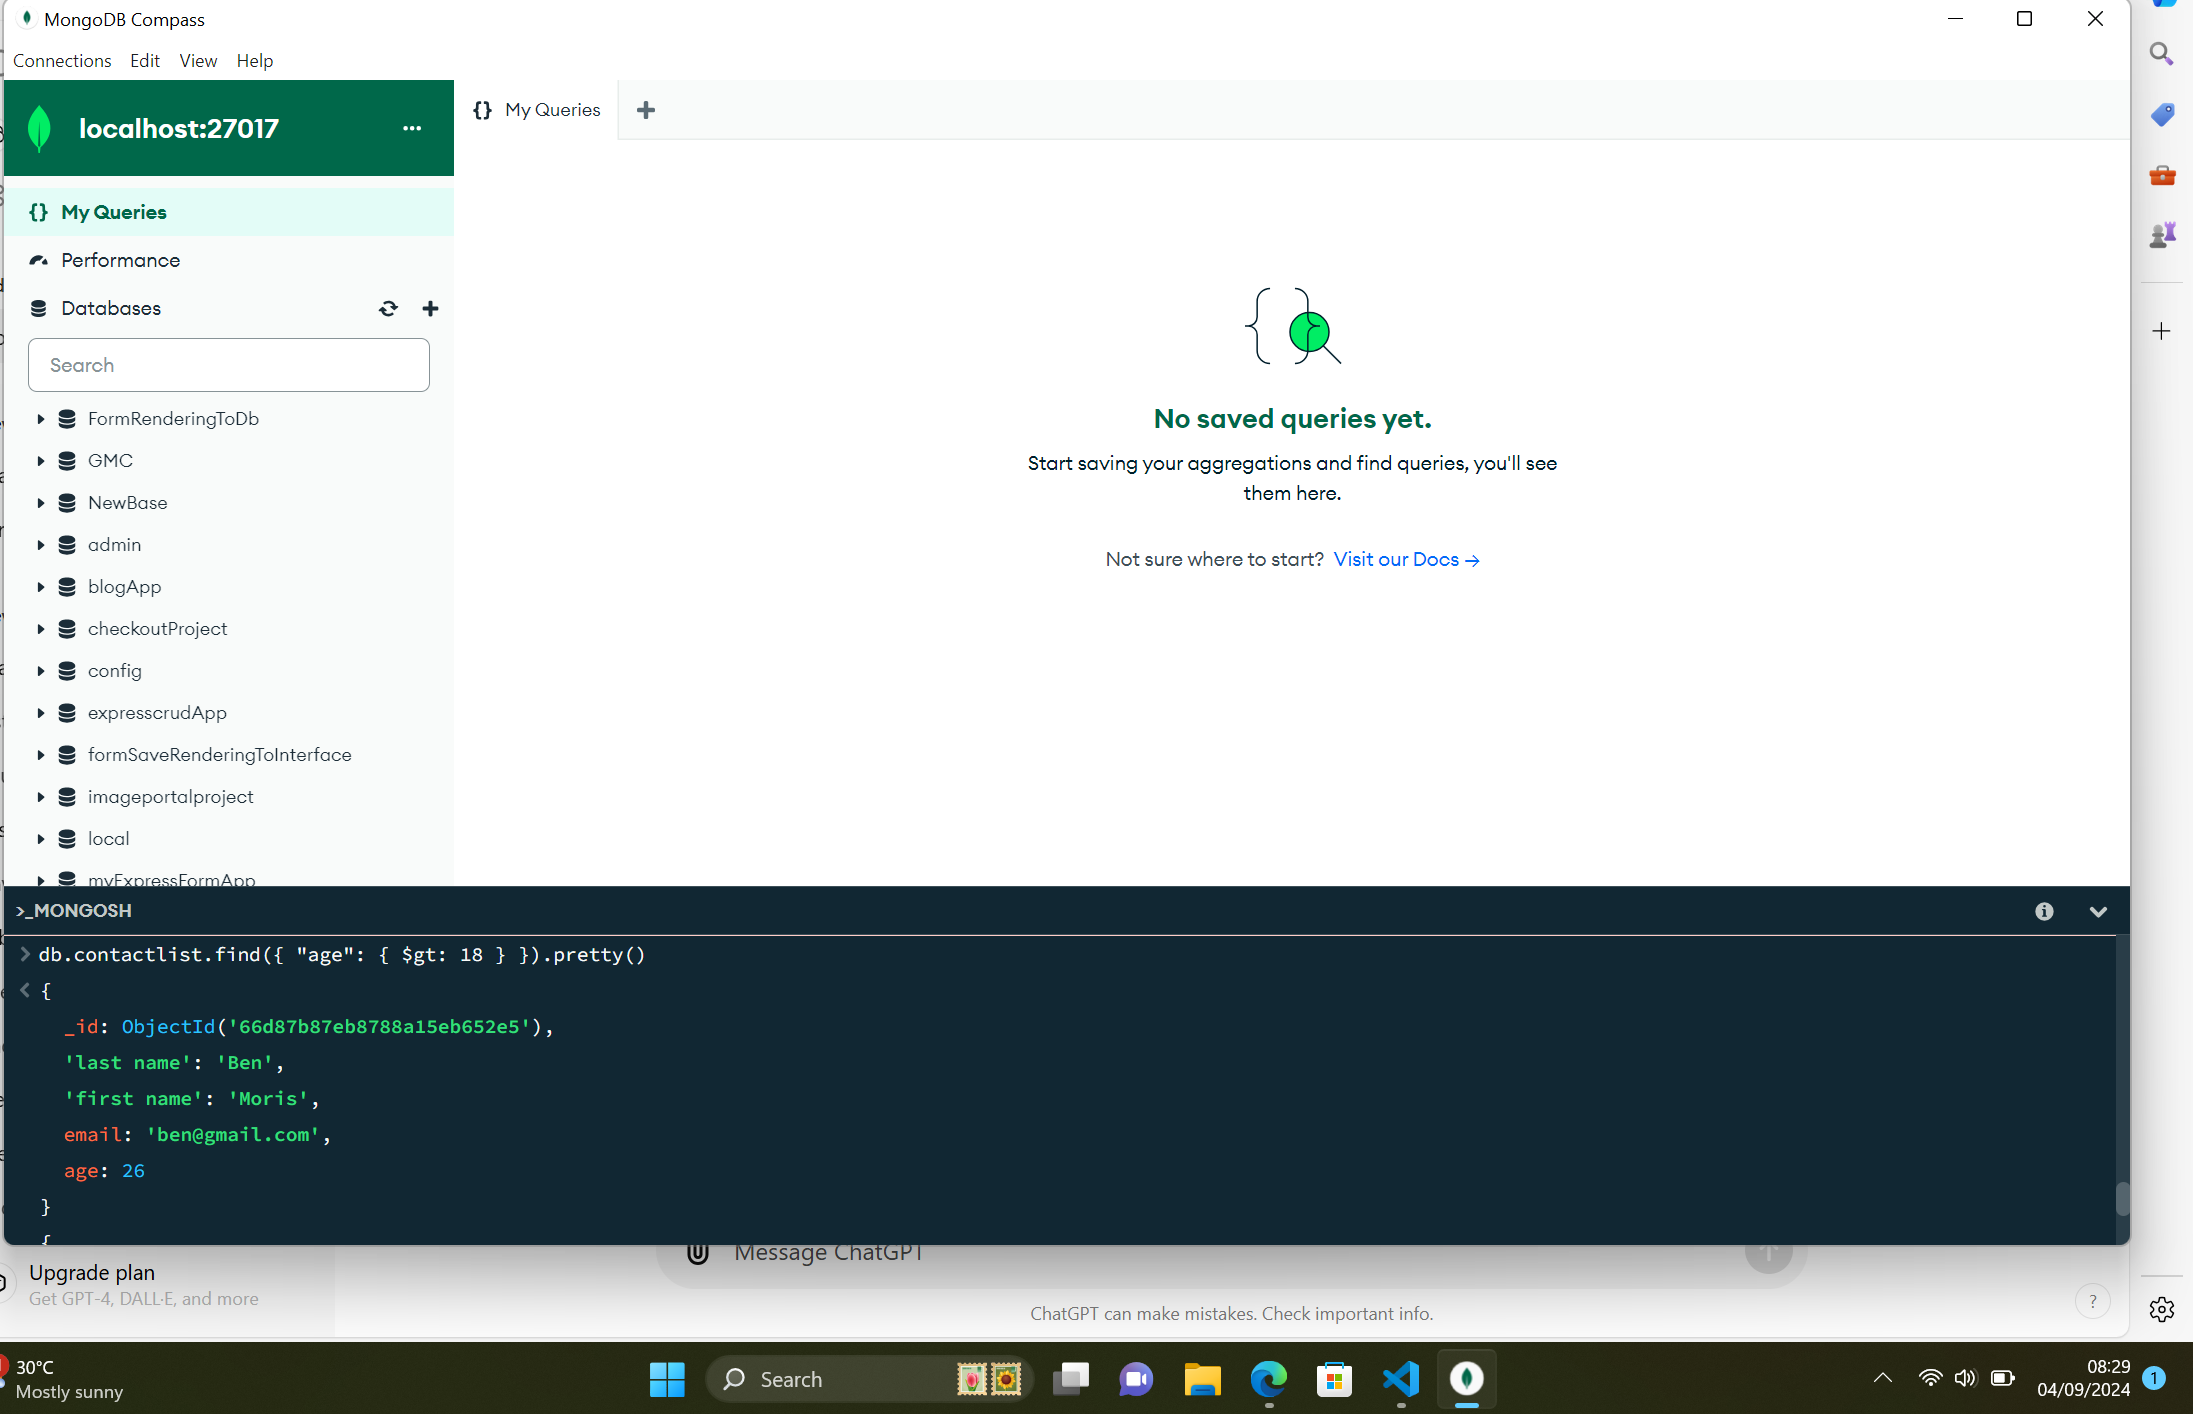 MongoDB Compass
Connections Edit View Help
localhost:27017
...
{} My Queries
{} My Queries
Performance
Databases
Search
FormRenderingToDb
GMC
NewBase
admin
blogApp
checkoutProject
config
expresscrudApp
formSaveRenderingToInterface
imageportalproject
local
myExpressFormApp
No saved queries yet.
Start saving your aggregations and find queries, you'll see
them here.
Not sure where to start? Visit our Docs →
>_MONGOSH
> db.contactlist.find({ "age": { $gt: 18 } }).pretty()
< {
_id: ObjectId('66d87b87eb8788a15eb652e5'),
'last name': 'Ben',
'first name': 'Moris',
email: 'ben@gmail.com',
age: 26
}
{
Message ChatGPT
Upgrade plan
Get GPT-4, DALL·E, and more
ChatGPT can make mistakes. Check important info.
?
30°C
Mostly sunny
Search
08:29
04/09/2024
1